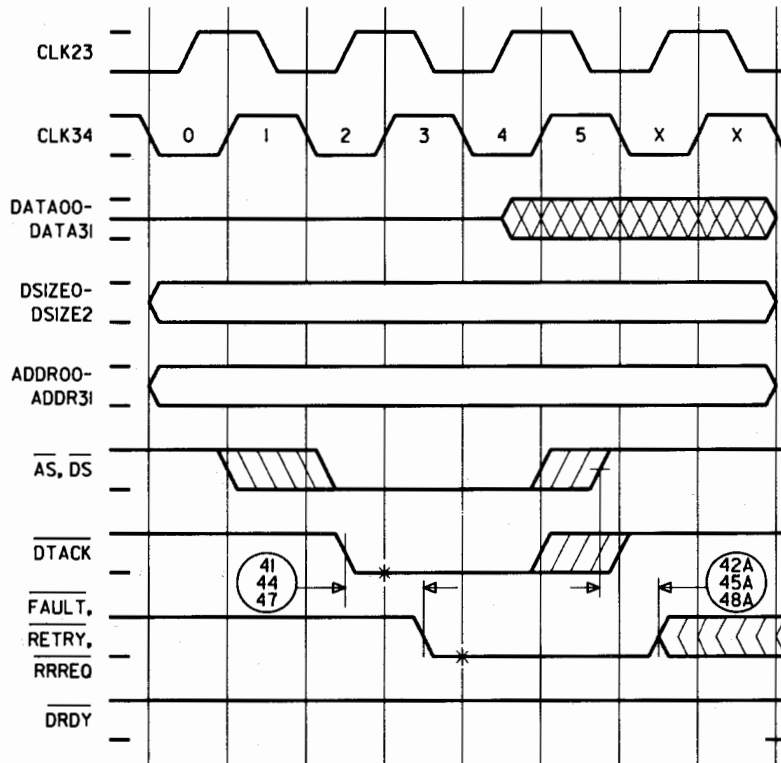 CLK23
CLK34
0 1 2 3 4 5 X X
DATA00-
DATA31
DSIZE0-
DSIZE2
ADDR00-
ADDR31
AS, DS
DTACK
41
44
47
42A
45A
48A
FAULT,
RETRY,
RRREQ
DRDY